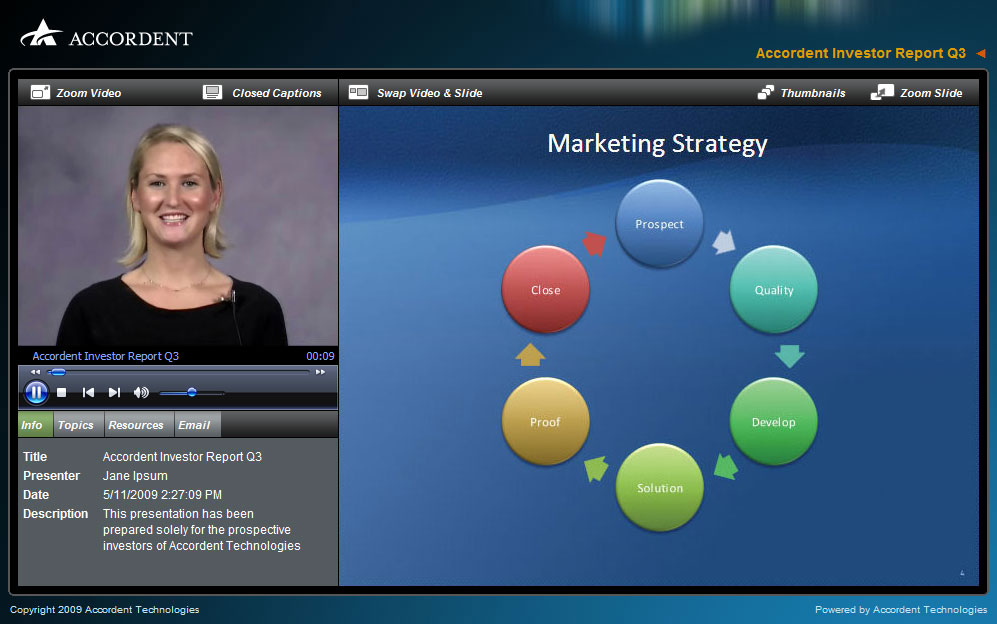 ACCORDENT
Accordent Investor Report Q3
Zoom Video
Closed Captions
Swap Video & Slide
Thumbnails
Zoom Slide
Marketing Strategy
Prospect
Quality
Develop
Solution
Proof
Close
4
Accordent Investor Report Q3 00:09
Info Topics Resources Email
Title Accordent Investor Report Q3
Presenter Jane Ipsum
Date 5/11/2009 2:27:09 PM
Description This presentation has been
prepared solely for the prospective
investors of Accordent Technologies
Copyright 2009 Accordent Technologies
Powered by Accordent Technologies